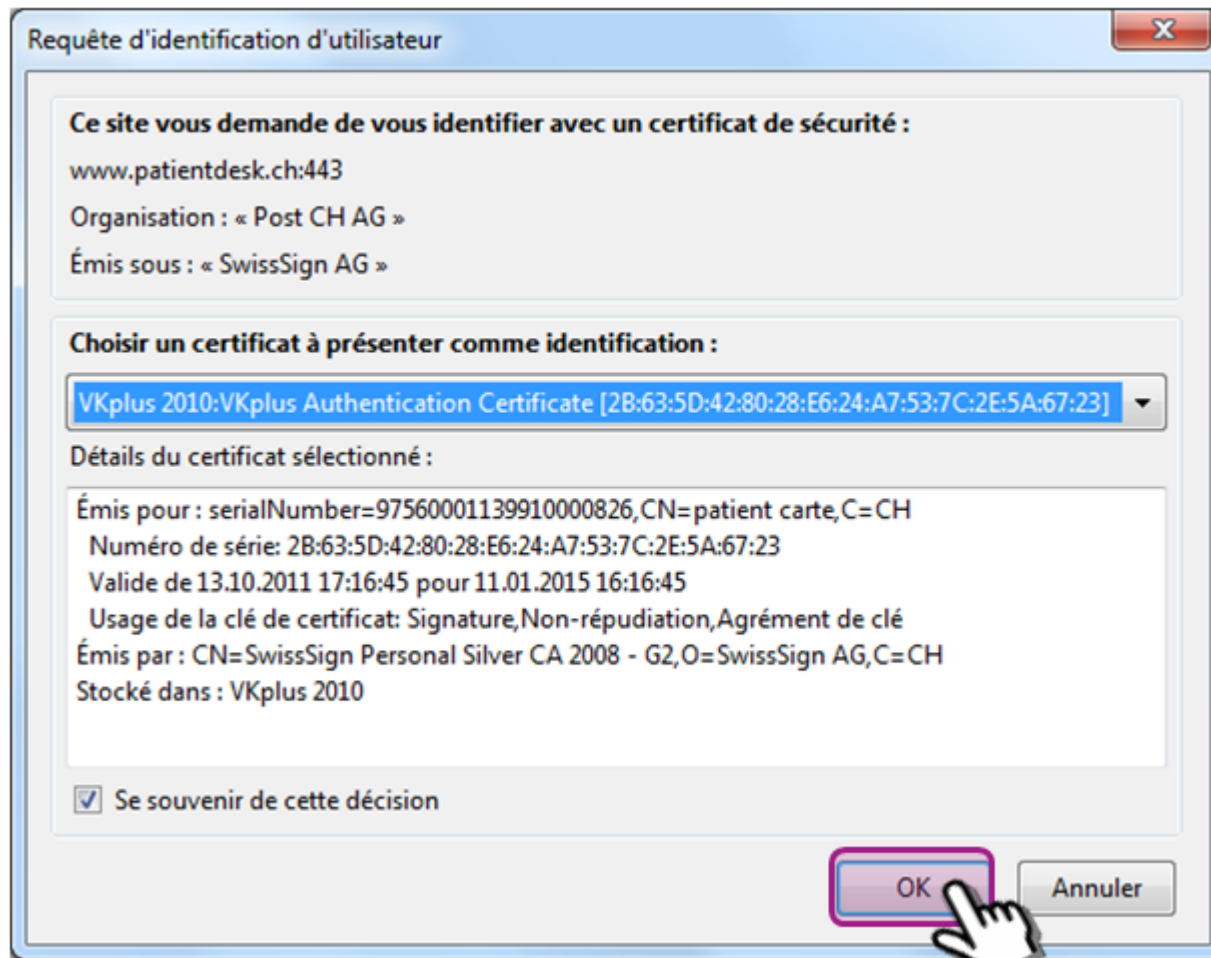 Requête d'identification d'utilisateur
Ce site vous demande de vous identifier avec un certificat de sécurité :
www.patientdesk.ch:443
Organisation : « Post CH AG »
Émis sous : « SwissSign AG »
Choisir un certificat à présenter comme identification :
VKplus 2010:VKplus Authentication Certificate [2B:63:5D:42:80:28:E6:24:A7:53:7C:2E:5A:67:23]
Détails du certificat sélectionné :
Émis pour : serialNumber=97560001139910000826,CN=patient carte,C=CH
Numéro de série: 2B:63:5D:42:80:28:E6:24:A7:53:7C:2E:5A:67:23
Valide de 13.10.2011 17:16:45 pour 11.01.2015 16:16:45
Usage de la clé de certificat: Signature,Non-répudiation,Agrément de clé
Émis par : CN=SwissSign Personal Silver CA 2008 - G2,O=SwissSign AG,C=CH
Stocké dans : VKplus 2010
Se souvenir de cette décision
OK Annuler